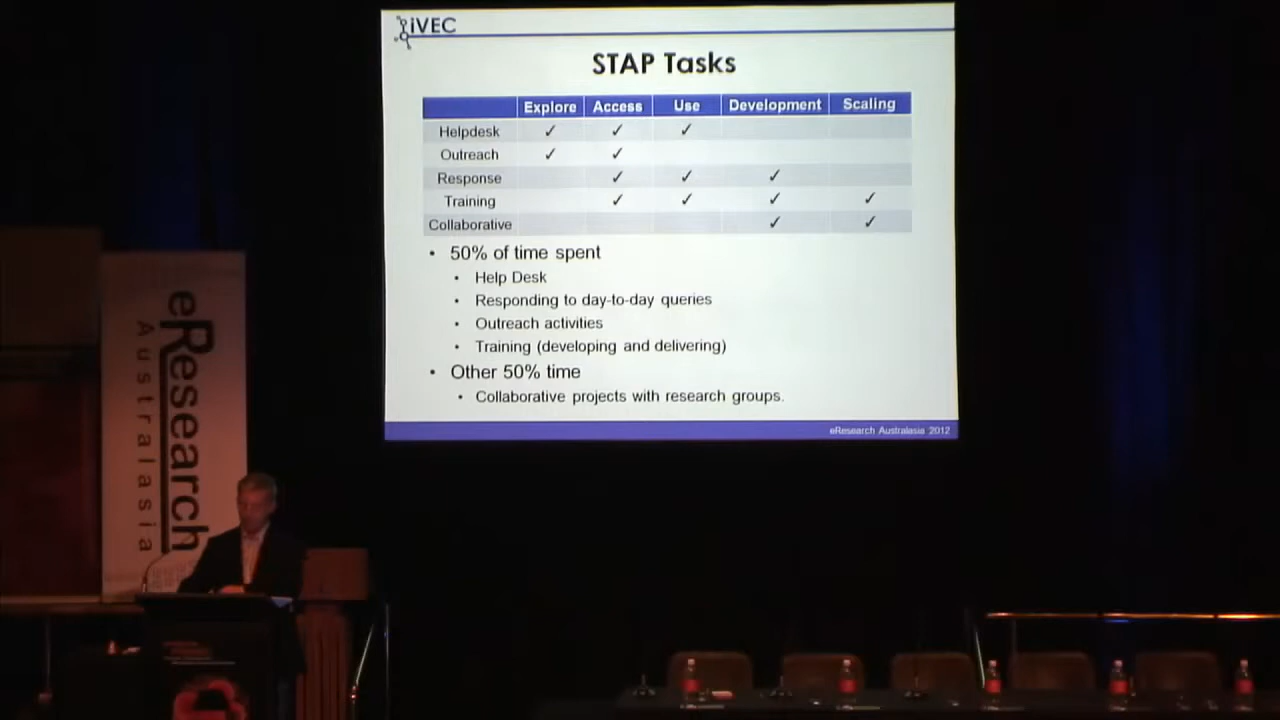 iVEC
STAP Tasks
Explore Access Use Development Scaling
Helpdesk ✓ ✓ ✓
Outreach ✓ ✓
Response ✓ ✓ ✓
Training ✓ ✓ ✓ ✓
Collaborative ✓ ✓
• 50% of time spent
• Help Desk
• Responding to day-to-day queries
• Outreach activities
• Training (developing and delivering)
• Other 50% time
• Collaborative projects with research groups.
eResearch Australasia 2012
eResearch
Australasia